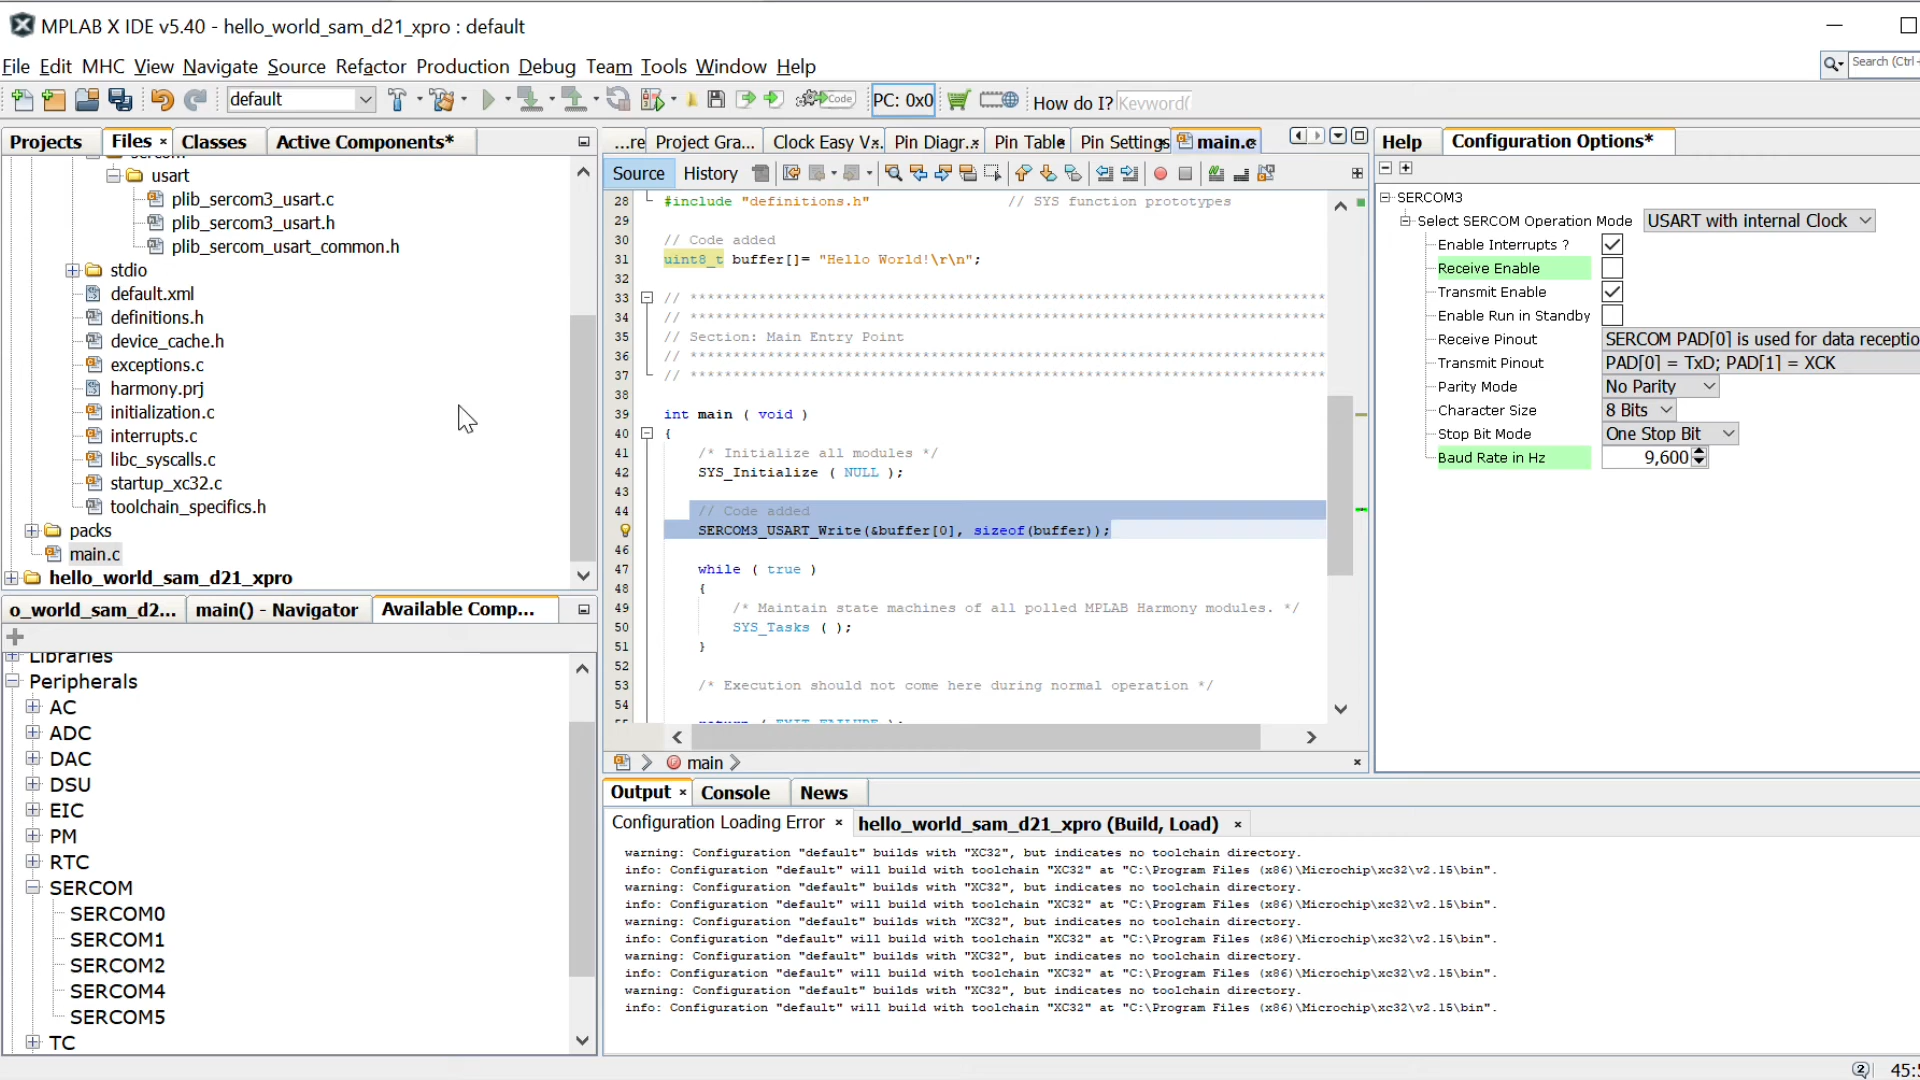 MPLAB X IDE v5.40 - hello_world_sam_d21_xpro : default
File Edit MHC View Navigate Source Refactor Production Debug Team Tools Window Help
Search (Ctrl+
default
Code
PC: 0x0
How do I? Keyword(
Projects Files Classes Active Components*
usart
plib_sercom3_usart.c
plib_sercom3_usart.h
plib_sercom_usart_common.h
stdio
default.xml
definitions.h
device_cache.h
exceptions.c
harmony.prj
initialization.c
interrupts.c
libc_syscalls.c
startup_xc32.c
toolchain_specifics.h
packs
main.c
hello_world_sam_d21_xpro
o_world_sam_d2... main() - Navigator Available Comp...
Libraries
Peripherals
AC
ADC
DAC
DSU
EIC
PM
RTC
SERCOM
SERCOM0
SERCOM1
SERCOM2
SERCOM4
SERCOM5
TC
...re Project Gra... Clock Easy V... Pin Diagr... Pin Table Pin Settings main.c
Source History
28 #include "definitions.h" // SYS function prototypes
29
30 // Code added
31 uint8_t buffer[]= "Hello World!\r\n";
32
33 // **************************************************************************
34 // **************************************************************************
35 // Section: Main Entry Point
36 // **************************************************************************
37 // **************************************************************************
38
39 int main ( void )
40 {
41 /* Initialize all modules */
42 SYS_Initialize ( NULL );
43
44 // Code added
SERCOM3_USART_Write(&buffer[0], sizeof(buffer));
46
47 while ( true )
48 {
49 /* Maintain state machines of all polled MPLAB Harmony modules. */
50 SYS_Tasks ( );
51 }
52
53 /* Execution should not come here during normal operation */
54
main
Help Configuration Options*
SERCOM3
Select SERCOM Operation Mode USART with internal Clock
Enable Interrupts ?
Receive Enable
Transmit Enable
Enable Run in Standby
Receive Pinout SERCOM PAD[0] is used for data receptio
Transmit Pinout PAD[0] = TxD; PAD[1] = XCK
Parity Mode No Parity
Character Size 8 Bits
Stop Bit Mode One Stop Bit
Baud Rate in Hz 9,600
Output Console News
Configuration Loading Error hello_world_sam_d21_xpro (Build, Load)
warning: Configuration "default" builds with "XC32", but indicates no toolchain directory.
info: Configuration "default" will build with toolchain "XC32" at "C:\Program Files (x86)\Microchip\xc32\v2.15\bin".
warning: Configuration "default" builds with "XC32", but indicates no toolchain directory.
info: Configuration "default" will build with toolchain "XC32" at "C:\Program Files (x86)\Microchip\xc32\v2.15\bin".
warning: Configuration "default" builds with "XC32", but indicates no toolchain directory.
info: Configuration "default" will build with toolchain "XC32" at "C:\Program Files (x86)\Microchip\xc32\v2.15\bin".
warning: Configuration "default" builds with "XC32", but indicates no toolchain directory.
info: Configuration "default" will build with toolchain "XC32" at "C:\Program Files (x86)\Microchip\xc32\v2.15\bin".
warning: Configuration "default" builds with "XC32", but indicates no toolchain directory.
info: Configuration "default" will build with toolchain "XC32" at "C:\Program Files (x86)\Microchip\xc32\v2.15\bin".
2 45:5